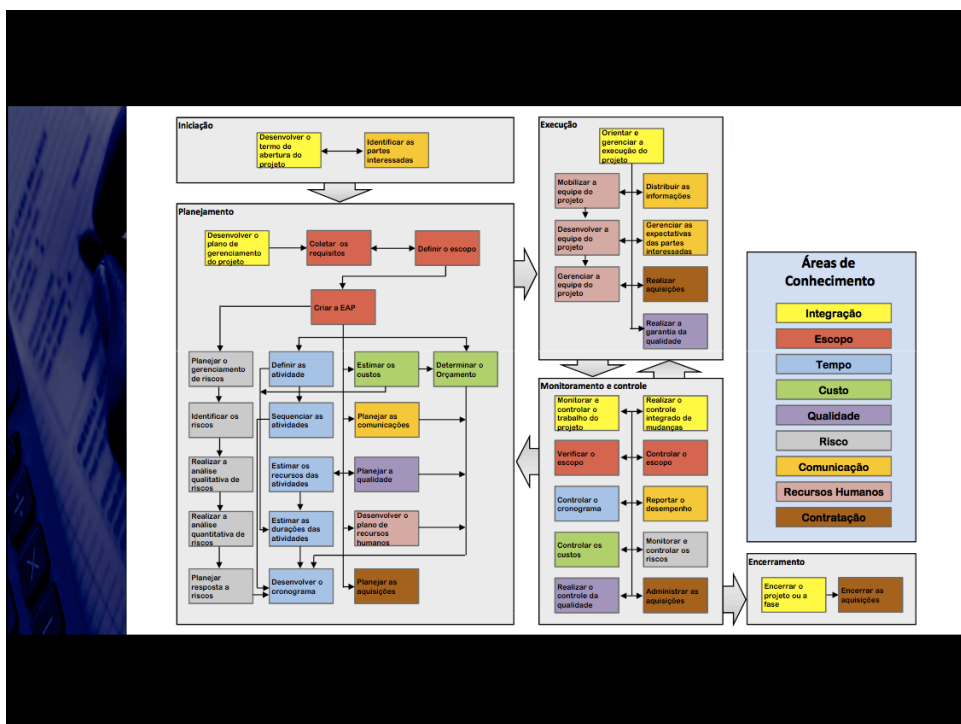 Iniciação
Desenvolver o
termo de
abertura do
projeto
Identificar as
partes
interessadas
Planejamento
Desenvolver o
plano de
gerenciamento
do projeto
Coletar os
requisitos
Definir o escopo
Criar a EAP
Planejar o
gerenciamento
de riscos
Definir as
atividade
Estimar os
custos
Determinar o
Orçamento
Identificar os
riscos
Sequenciar as
atividades
Planejar as
comunicações
Realizar a
análise
qualitativa de
riscos
Estimar os
recursos das
atividades
Planejar a
qualidade
Realizar a
análise
quantitativa de
riscos
Estimar as
durações das
atividades
Desenvolver o
plano de
recursos
humanos
Planejar
resposta a
riscos
Desenvolver o
cronograma
Planejar as
aquisições
Execução
Orientar e
gerenciar a
execução do
projeto
Mobilizar a
equipe do
projeto
Distribuir as
informações
Desenvolver a
equipe do
projeto
Gerenciar as
expectativas
das partes
interessadas
Gerenciar a
equipe do
projeto
Realizar
aquisições
Realizar a
garantia da
qualidade
Monitoramento e controle
Monitorar e
controlar o
trabalho do
projeto
Realizar o
controle
integrado de
mudanças
Verificar o
escopo
Controlar o
escopo
Controlar o
cronograma
Reportar o
desempenho
Controlar os
custos
Monitorar e
controlar os
riscos
Realizar o
controle da
qualidade
Administrar as
aquisições
Áreas de
Conhecimento
Integração
Escopo
Tempo
Custo
Qualidade
Risco
Comunicação
Recursos Humanos
Contratação
Encerramento
Encerrar o
projeto ou a
fase
Encerrar as
aquisições